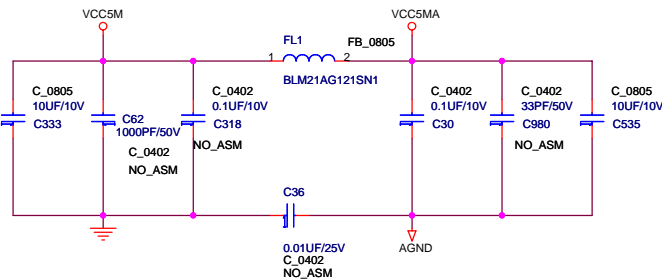 VCC5M
VCC5MA
FL1
FB_0805
1
2
BLM21AG121SN1
C_0805
10UF/10V
C333
C62
1000PF/50V
C_0402
NO_ASM
C_0402
0.1UF/10V
C318
NO_ASM
C_0402
0.1UF/10V
C30
C_0402
33PF/50V
C980
NO_ASM
C_0805
10UF/10V
C535
C36
0.01UF/25V
C_0402
NO_ASM
AGND